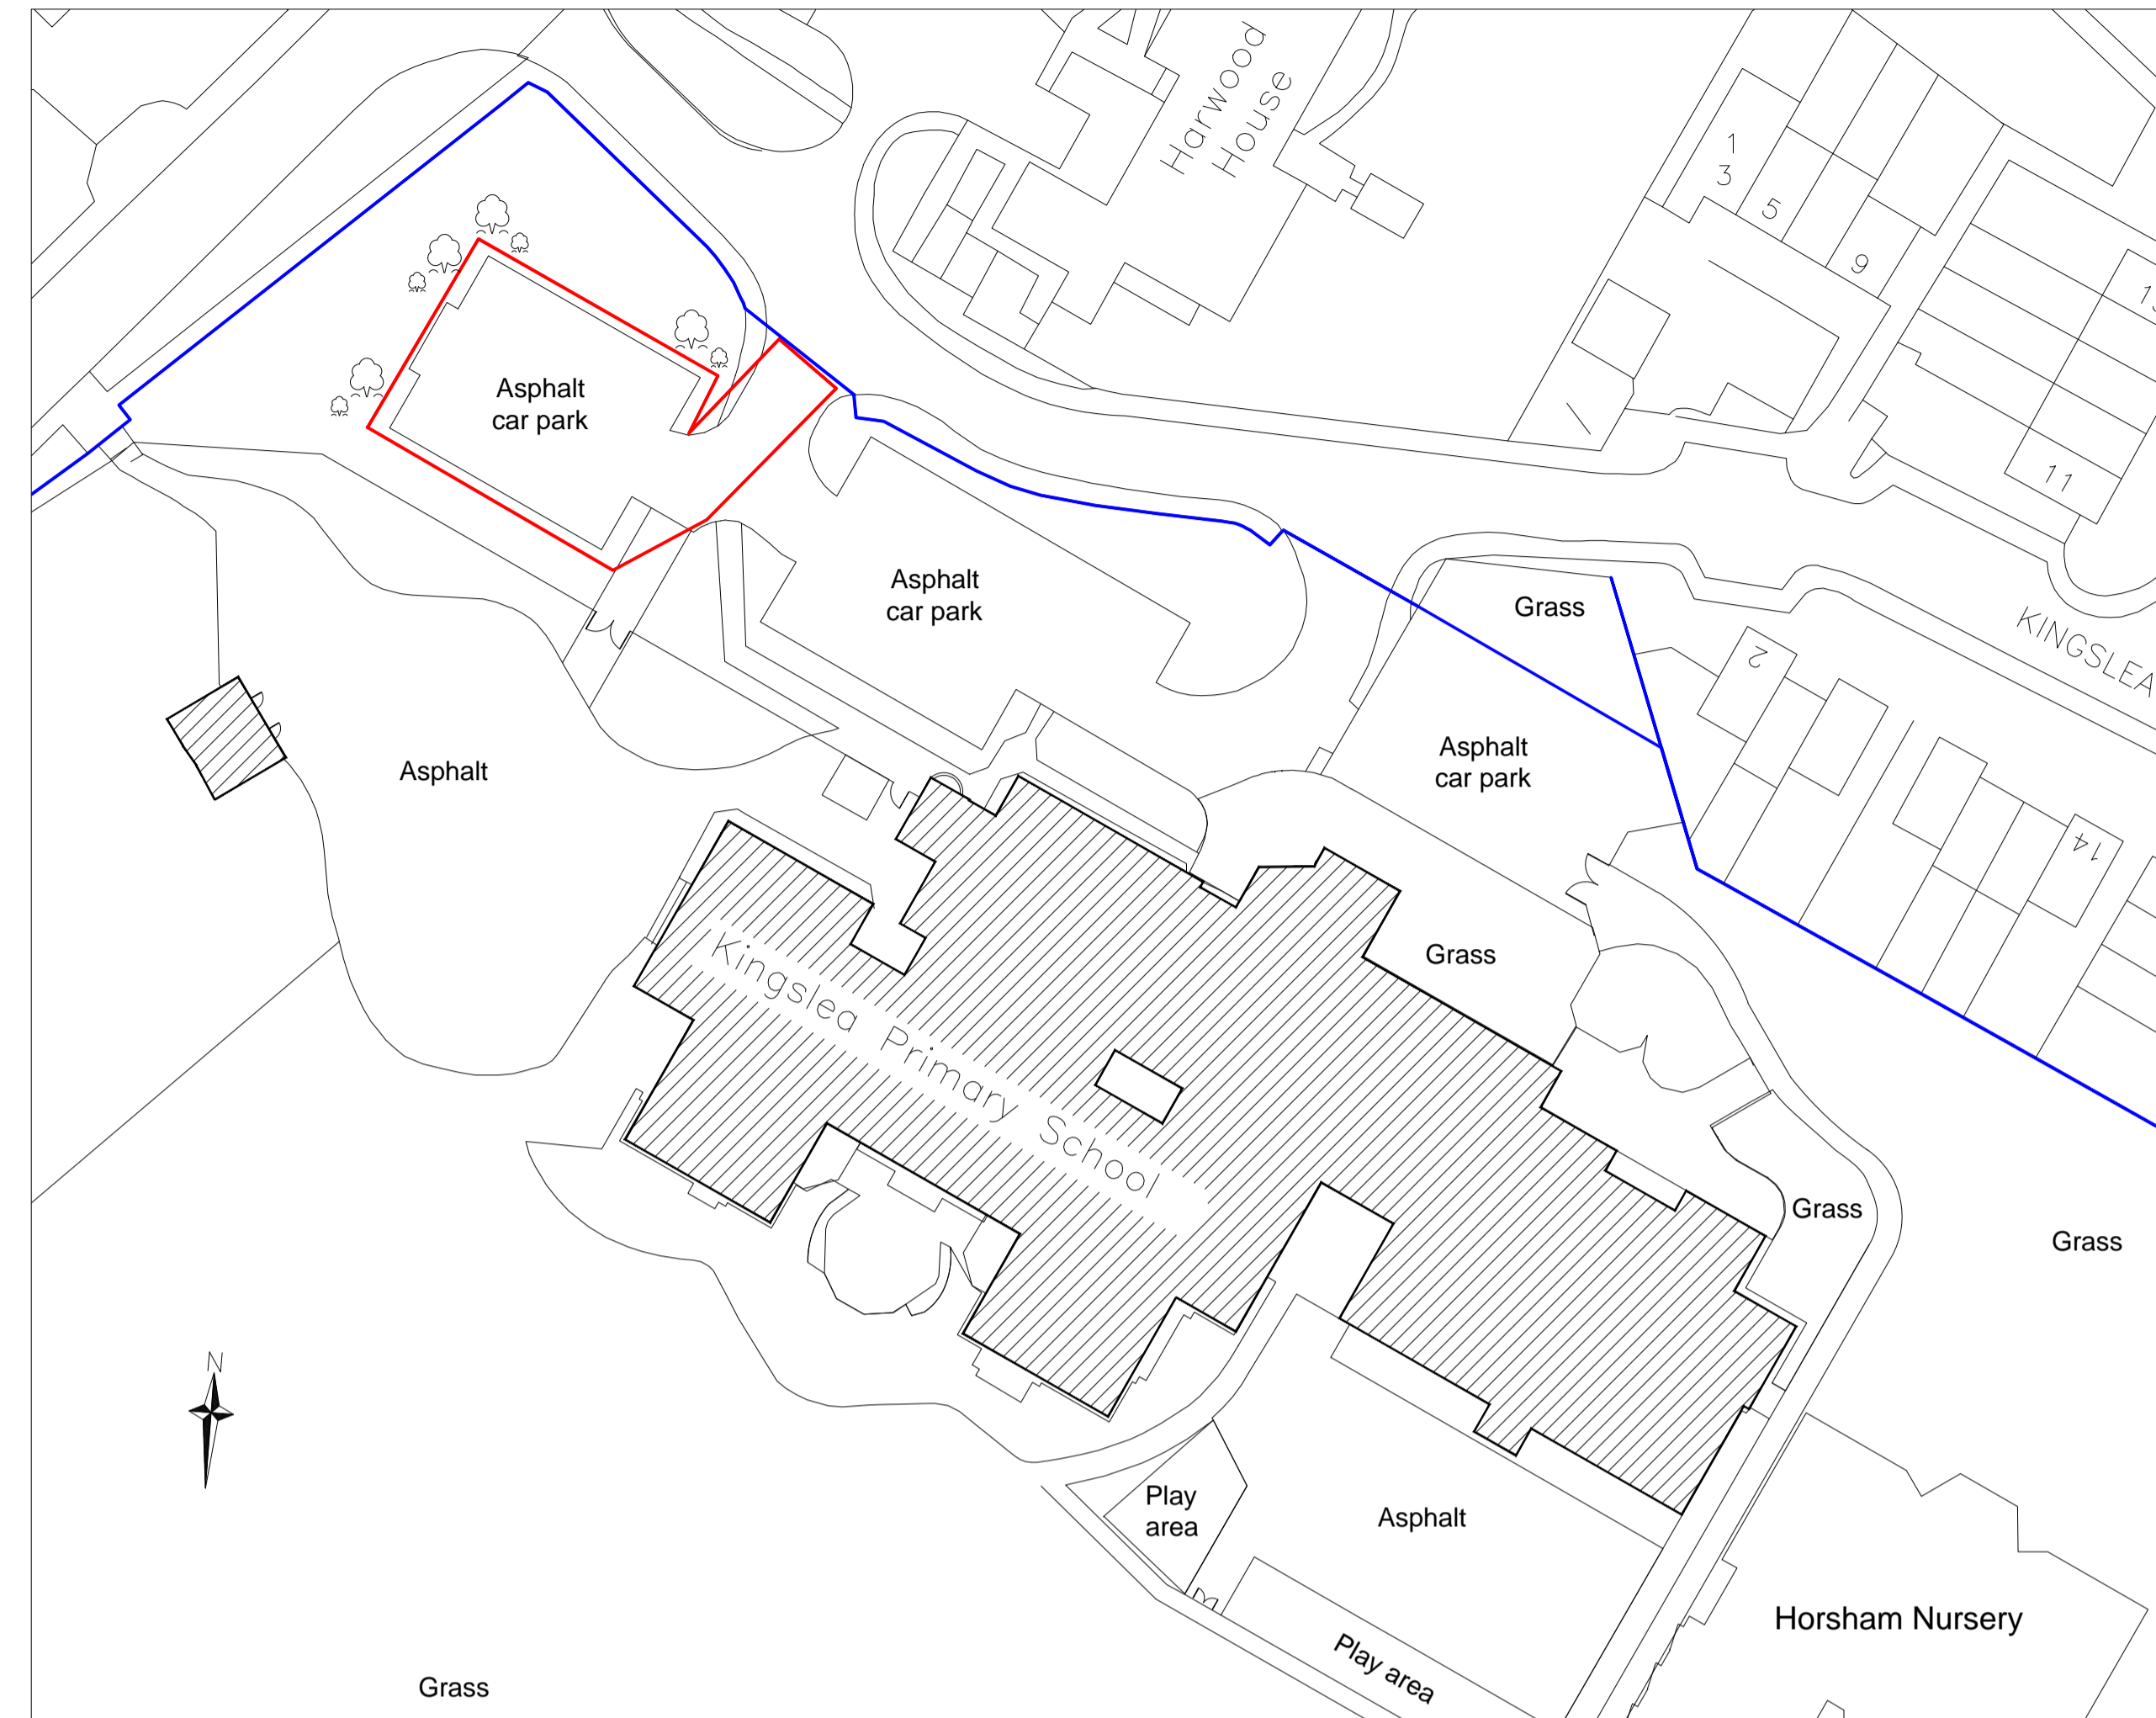 Harwood
House
1
3
5
9
11
Asphalt
car park
Asphalt
car park
Grass
2
KINGSLEA
Asphalt
car park
Asphalt
14
Grass
Kingslea Primary School
Grass
Grass
N
Play
area
Asphalt
Horsham Nursery
Play area
Grass